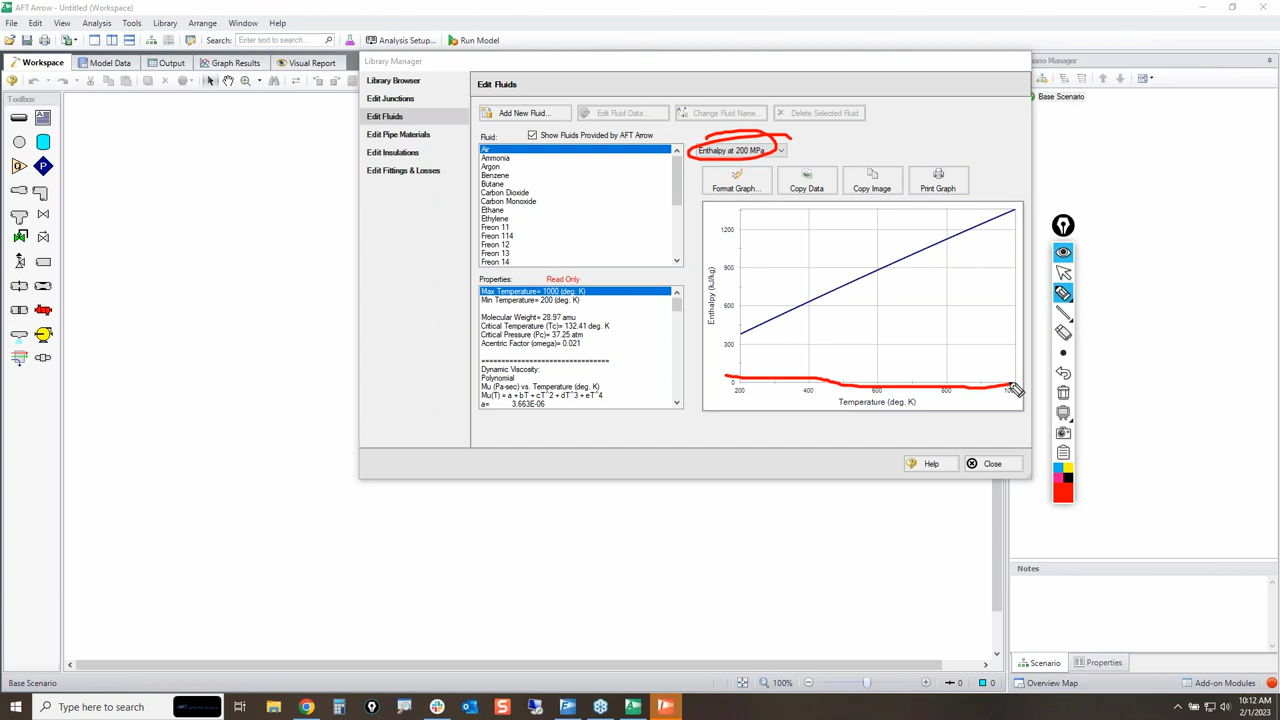 AFT Arrow - Untitled (Workspace)
File Edit View Analysis Tools Library Arrange Window Help
Search: Enter text to search... Analysis Setup... Run Model
Workspace Model Data Output Graph Results Visual Report
Toolbox
Library Manager
Library Browser
Edit Junctions
Edit Fluids
Edit Pipe Materials
Edit Insulations
Edit Fittings & Losses
Edit Fluids
Add New Fluid... Edit Fluid Data... Change Fluid Name... Delete Selected Fluid
Fluid: Show Fluids Provided by AFT Arrow
Air
Ammonia
Argon
Benzene
Butane
Carbon Dioxide
Carbon Monoxide
Ethane
Ethylene
Freon 11
Freon 114
Freon 12
Freon 13
Freon 14
Properties: Read Only
Max Temperature= 1000 (deg. K)
Min Temperature= 200 (deg. K)
Molecular Weight= 28.97 amu
Critical Temperature (Tc)= 132.41 deg. K
Critical Pressure (Pc)= 37.25 atm
Acentric Factor (omega)= 0.021
===============================
Dynamic Viscosity:
Polynomial
Mu (Pa-sec) vs. Temperature (deg. K)
Mu(T) = a + bT + cT^2 + dT^3 + eT^4
a= 3.663E-06
Enthalpy at 200 MPa
Format Graph... Copy Data Copy Image Print Graph
Enthalpy (kJ/kg)
1200
900
600
300
0
200 400 600 800
Temperature (deg. K)
Help Close
Base Scenario
Notes
Scenario Properties
Base Scenario 100% 0 0 Overview Map Add-on Modules
Type here to search
10:12 AM
2/1/2023